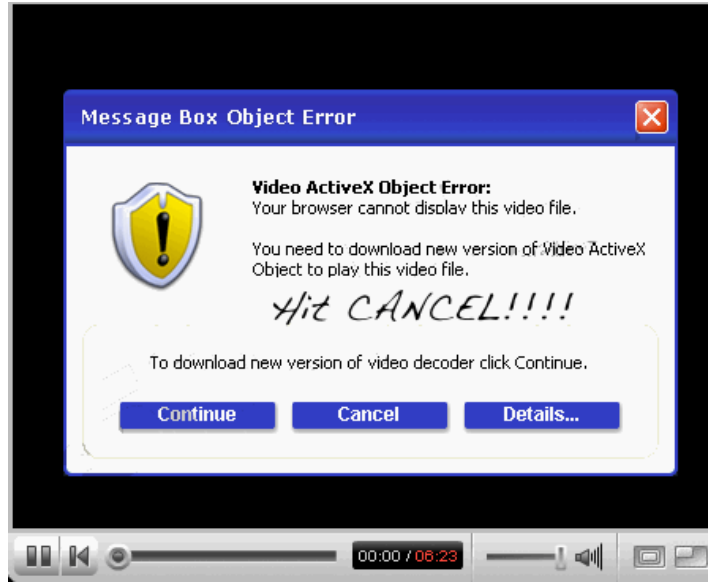 Message Box Object Error
Video ActiveX Object Error:
Your browser cannot display this video file.
You need to download new version of Video ActiveX
Object to play this video file.
Hit CANCEL!!!!
To download new version of video decoder click Continue.
Continue Cancel Details...
00:00 / 06:23